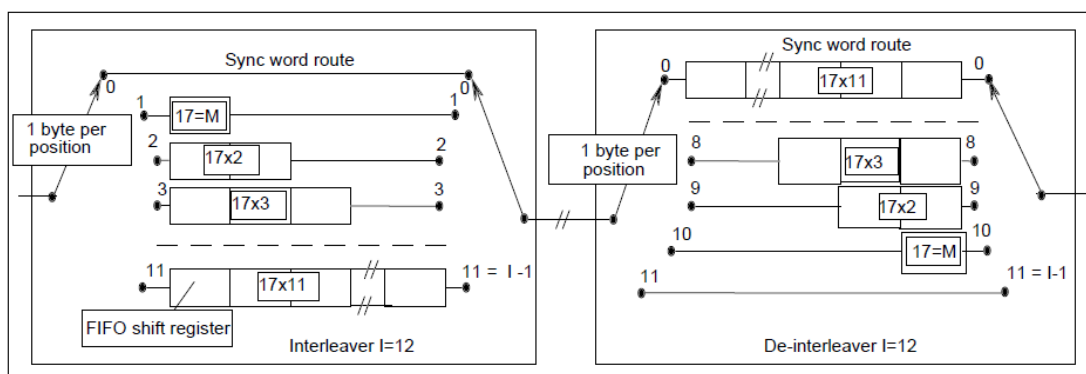 Sync word route
0
0
1
17=M
1
1 byte per
position
2
17x2
2
3
17x3
3
11
17x11
11 = I -1
FIFO shift register
Interleaver I=12
Sync word route
0
17x11
0
1 byte per
position
8
17x3
8
9
17x2
9
10
17=M
10
11
11 = I-1
De-interleaver I=12